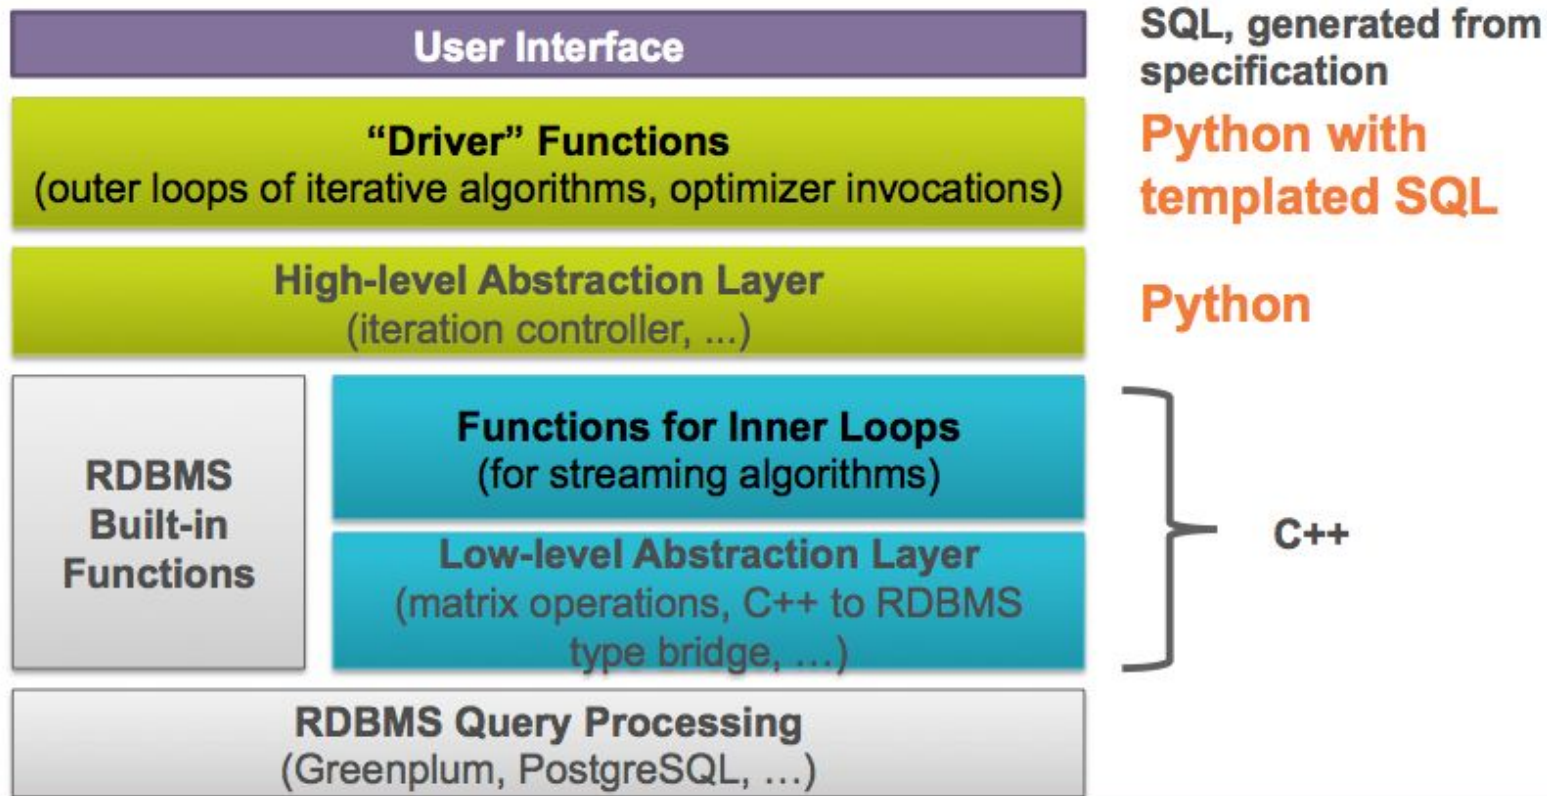 User Interface
SQL, generated from
specification
“Driver” Functions
(outer loops of iterative algorithms, optimizer invocations)
Python with
templated SQL
High-level Abstraction Layer
(iteration controller, ...)
Python
RDBMS
Built-in
Functions
Functions for Inner Loops
(for streaming algorithms)
Low-level Abstraction Layer
(matrix operations, C++ to RDBMS
type bridge, …)
C++
RDBMS Query Processing
(Greenplum, PostgreSQL, …)